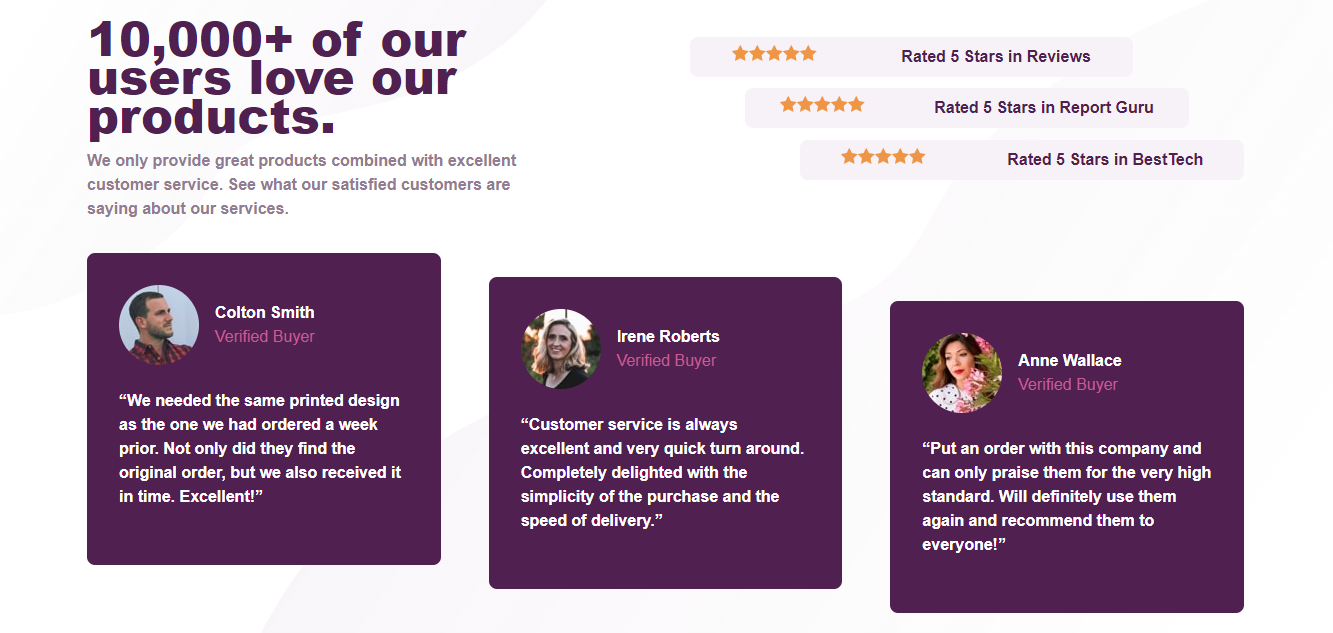 10,000+ of our
users love our
products.
We only provide great products combined with excellent
customer service. See what our satisfied customers are
saying about our services.
Rated 5 Stars in Reviews
Rated 5 Stars in Report Guru
Rated 5 Stars in BestTech
Colton Smith
Verified Buyer
“We needed the same printed design
as the one we had ordered a week
prior. Not only did they find the
original order, but we also received it
in time. Excellent!”
Irene Roberts
Verified Buyer
“Customer service is always
excellent and very quick turn around.
Completely delighted with the
simplicity of the purchase and the
speed of delivery.”
Anne Wallace
Verified Buyer
“Put an order with this company and
can only praise them for the very high
standard. Will definitely use them
again and recommend them to
everyone!”